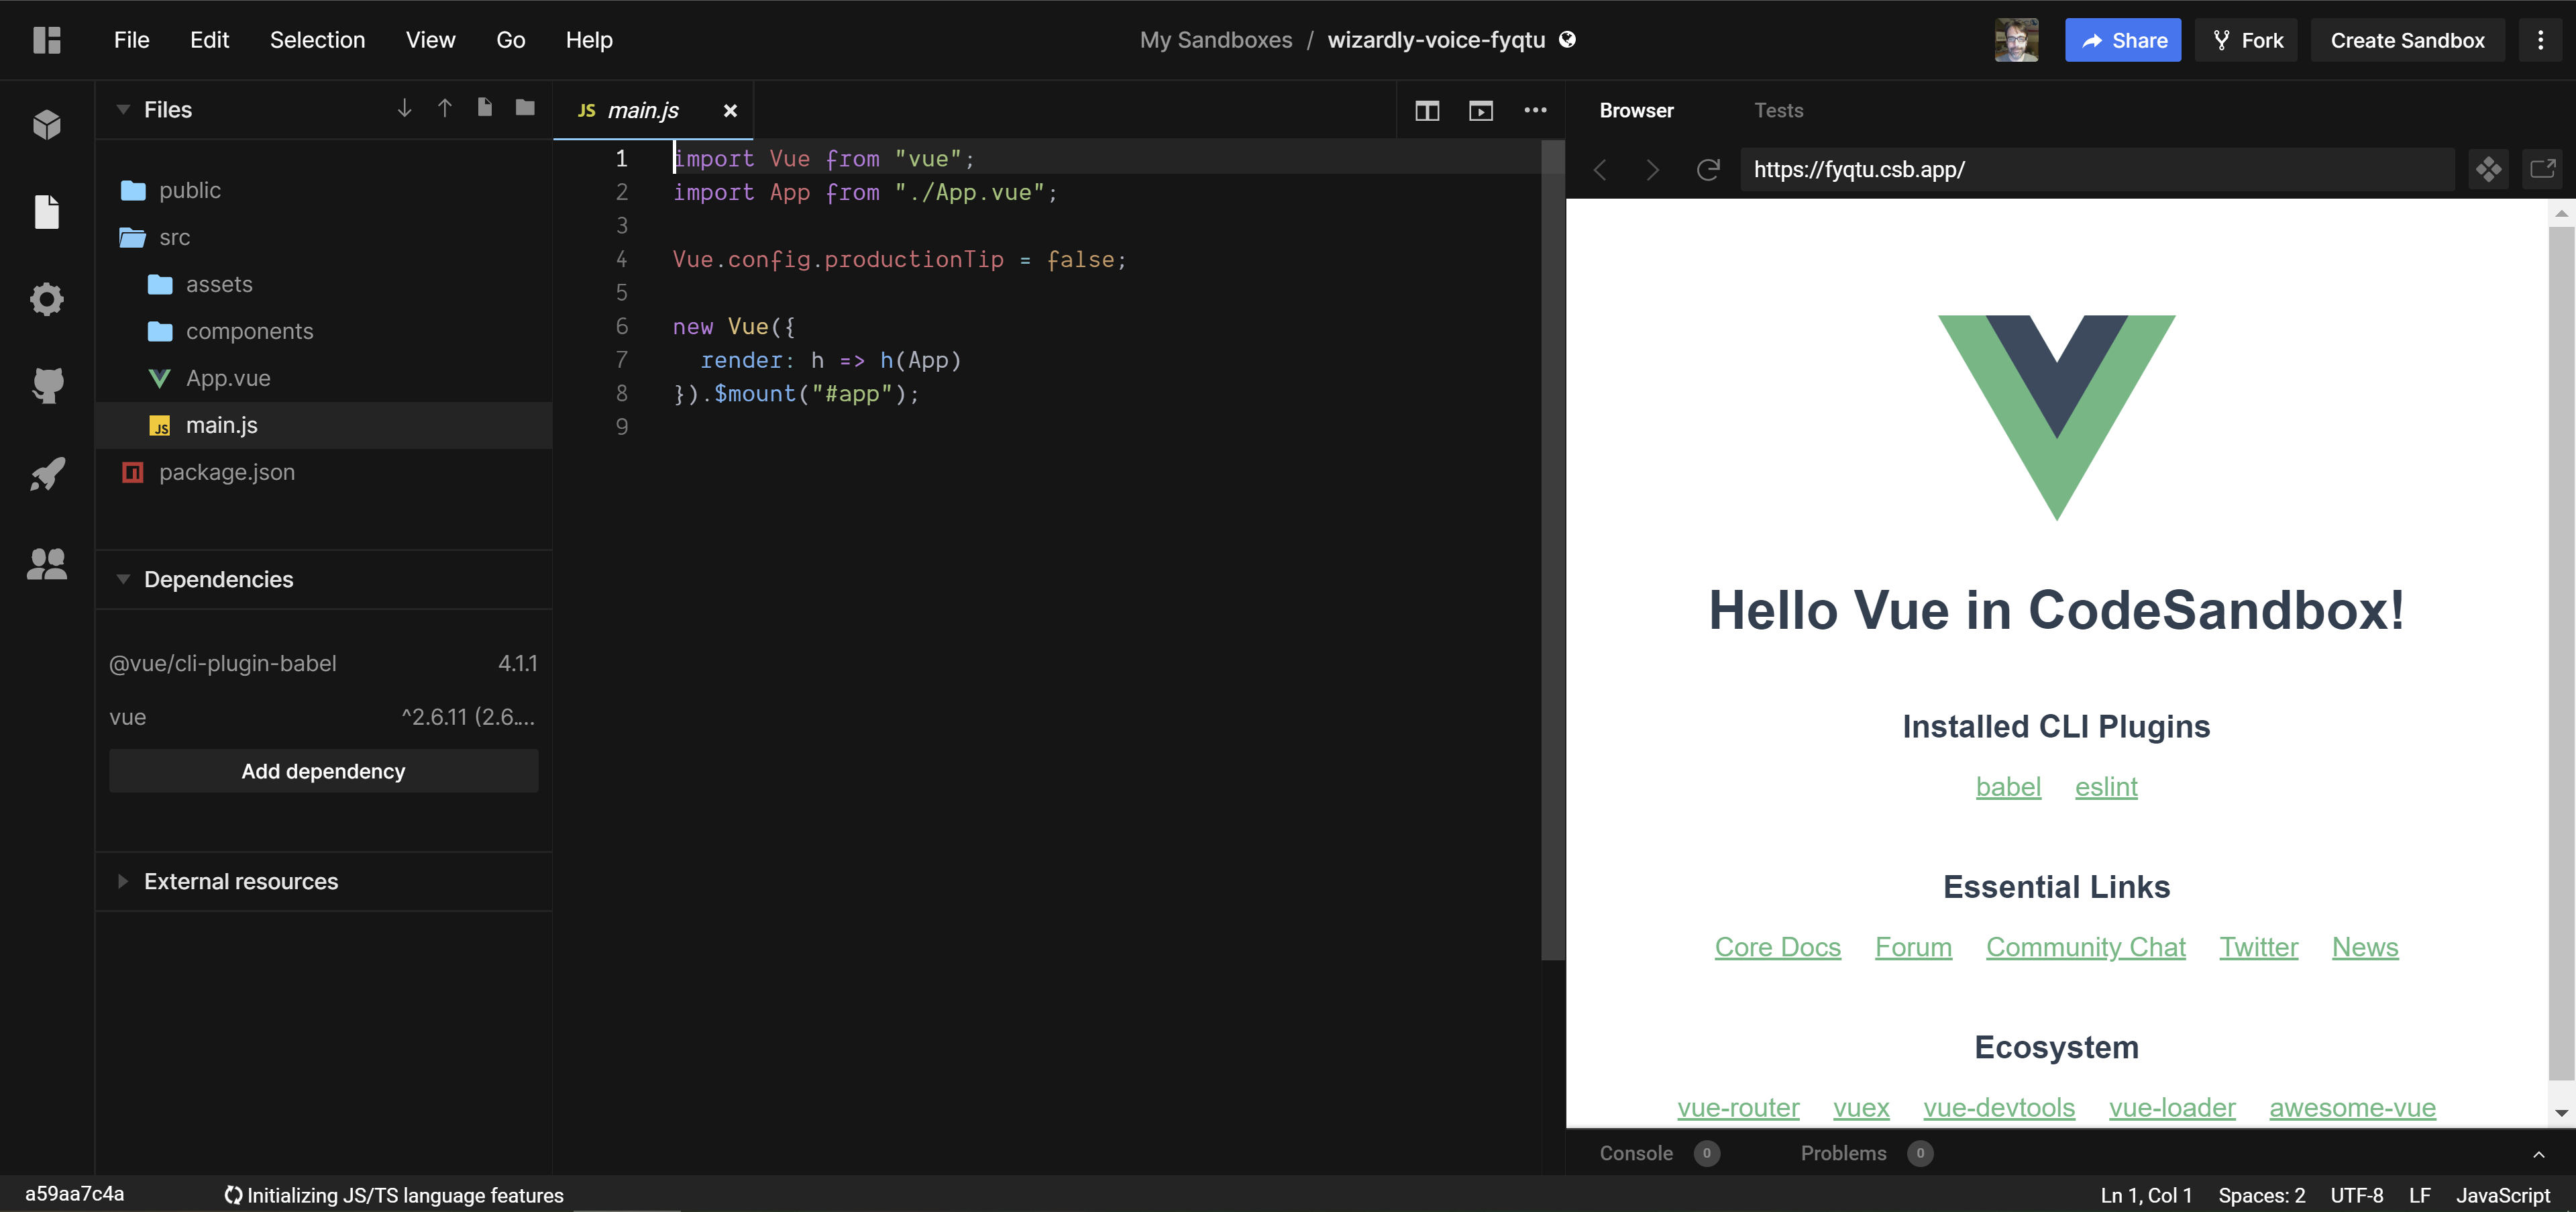 File Edit Selection View Go Help
My Sandboxes / wizardly-voice-fyqtu
Share Fork Create Sandbox
Files
public
src
assets
components
App.vue
JS main.js
package.json
Dependencies
@vue/cli-plugin-babel 4.1.1
vue ^2.6.11 (2.6....
Add dependency
External resources
JS main.js
1 import Vue from "vue";
2 import App from "./App.vue";
3
4 Vue.config.productionTip = false;
5
6 new Vue({
7 render: h => h(App)
8 }).$mount("#app");
9
Browser Tests
https://fyqtu.csb.app/
Hello Vue in CodeSandbox!
Installed CLI Plugins
babel eslint
Essential Links
Core Docs Forum Community Chat Twitter News
Ecosystem
vue-router vuex vue-devtools vue-loader awesome-vue
Console 0 Problems 0
a59aa7c4a Initializing JS/TS language features
Ln 1, Col 1 Spaces: 2 UTF-8 LF JavaScript